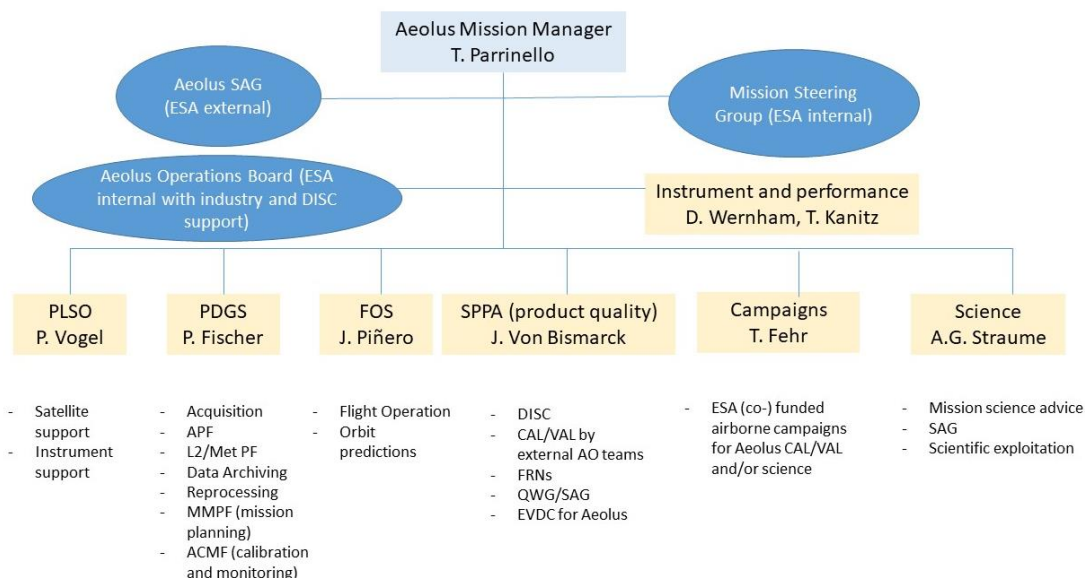 Aeolus Mission Manager
T. Parrinello
Aeolus SAG
(ESA external)
Mission Steering
Group (ESA internal)
Aeolus Operations Board (ESA
internal with industry and DISC
support)
Instrument and performance
D. Wernham, T. Kanitz
PLSO
P. Vogel
PDGS
P. Fischer
FOS
J. Piñero
SPPA (product quality)
J. Von Bismarck
Campaigns
T. Fehr
Science
A.G. Straume
- Satellite
support
- Instrument
support
- Acquisition
- APF
- L2/Met PF
- Data Archiving
- Reprocessing
- MMPF (mission
planning)
- ACMF (calibration
and monitoring)
- Flight Operation
- Orbit
predictions
- DISC
- CAL/VAL by
external AO teams
- FRNs
- QWG/SAG
- EVDC for Aeolus
- ESA (co-) funded
airborne campaigns
for Aeolus CAL/VAL
and/or science
- Mission science advice
- SAG
- Scientific exploitation